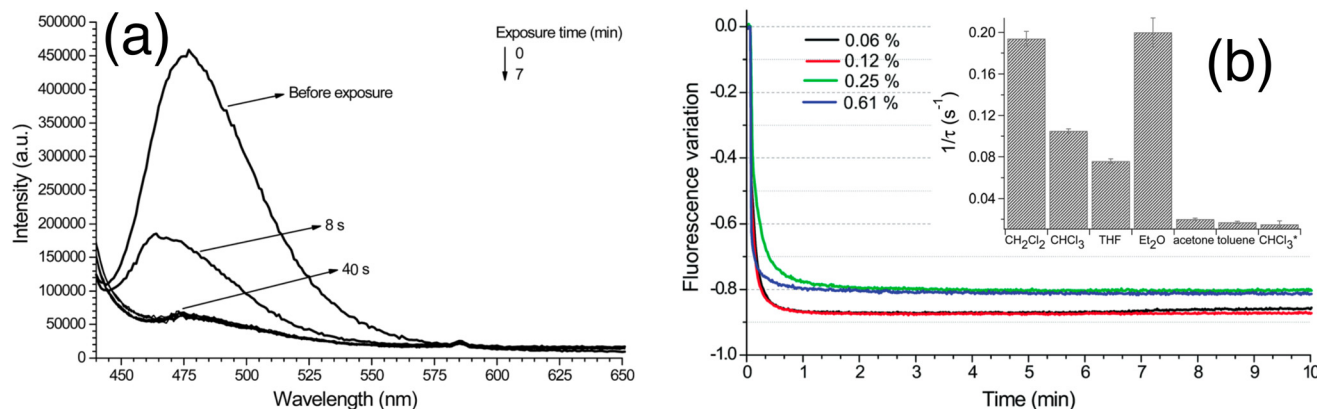 (a)
Exposure time (min)
0
7
Before exposure
8 s
40 s
500000
450000
400000
350000
300000
250000
200000
150000
100000
50000
0
Intensity (a.u.)
450 475 500 525 550 575 600 625 650
Wavelength (nm)
(b)
0.06 %
0.12 %
0.25 %
0.61 %
0.0
-0.2
-0.4
-0.6
-0.8
-1.0
Fluorescence variation
0 1 2 3 4 5 6 7 8 9 10
Time (min)
0.20
0.16
0.12
0.08
0.04
1/τ (s⁻¹)
CH₂Cl₂ CHCl₃ THF Et₂O acetone toluene CHCl₃*